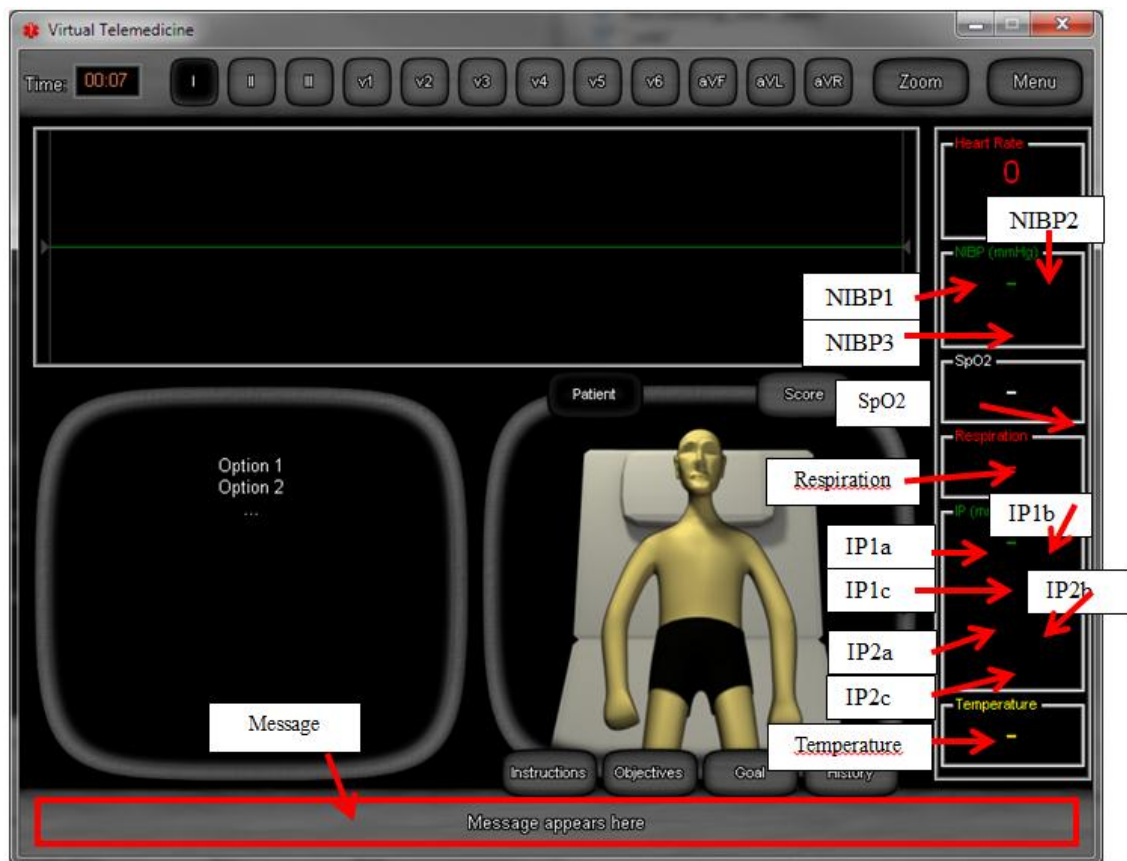 Virtual Telemedicine
Time: 00:07 I II III v1 v2 v3 v4 v5 v6 aVF aVL aVR Zoom Menu
Heart Rate
0
NIBP2
NIBP (mmHg)
-
NIBP1
NIBP3
SpO2
-
Patient
Score
SpO2
Respiration
-
Respiration
Option 1
Option 2
...
IP1b
IP (m
-
IP1a
IP1c
IP2b
IP2a
IP2c
Message
Temperature
-
Temperature
Instructions Objectives Goal History
Message appears here